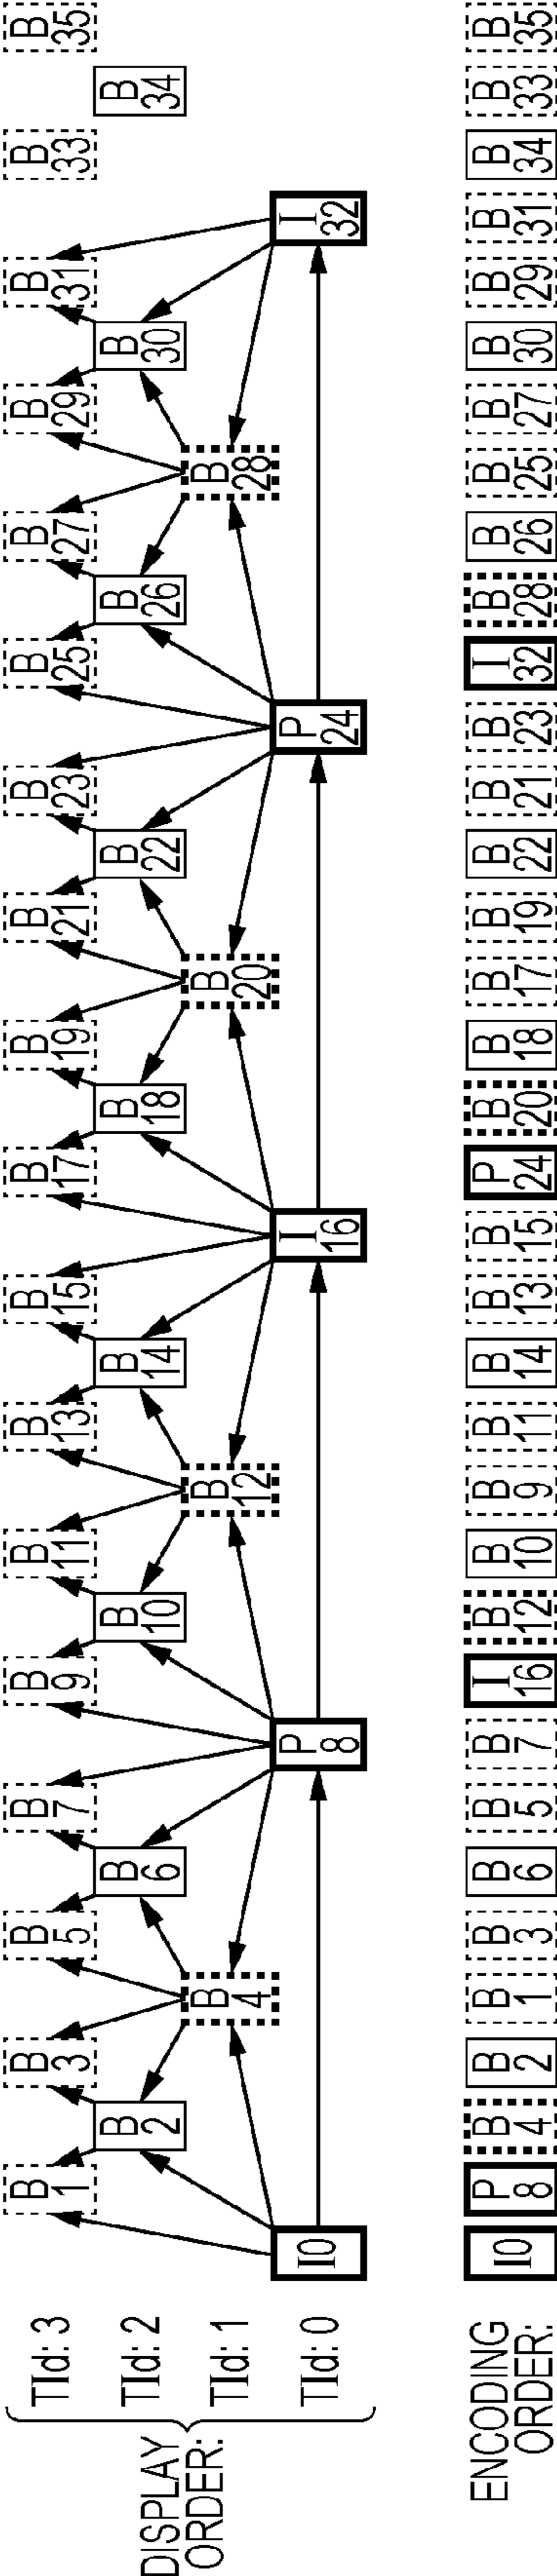 DISPLAY ORDER:
TId: 3
B 1 B 3 B 5 B 7 B 9 B 11 B 13 B 15 B 17 B 19 B 21 B 23 B 25 B 27 B 29 B 31 B 33 B 35
TId: 2
B 2 B 6 B 10 B 14 B 18 B 22 B 26 B 30 B 34
TId: 1
B 4 B 12 B 20 B 28
TId: 0
I0 P 8 I 16 P 24 I 32
ENCODING ORDER:
I0 P 8 B 4 B 2 B 1 B 3 B 6 B 5 B 7 I 16 B 12 B 10 B 9 B 11 B 14 B 13 B 15 P 24 B 20 B 18 B 17 B 19 B 22 B 21 B 23 I 32 B 28 B 26 B 25 B 27 B 30 B 29 B 31 B 34 B 33 B 35